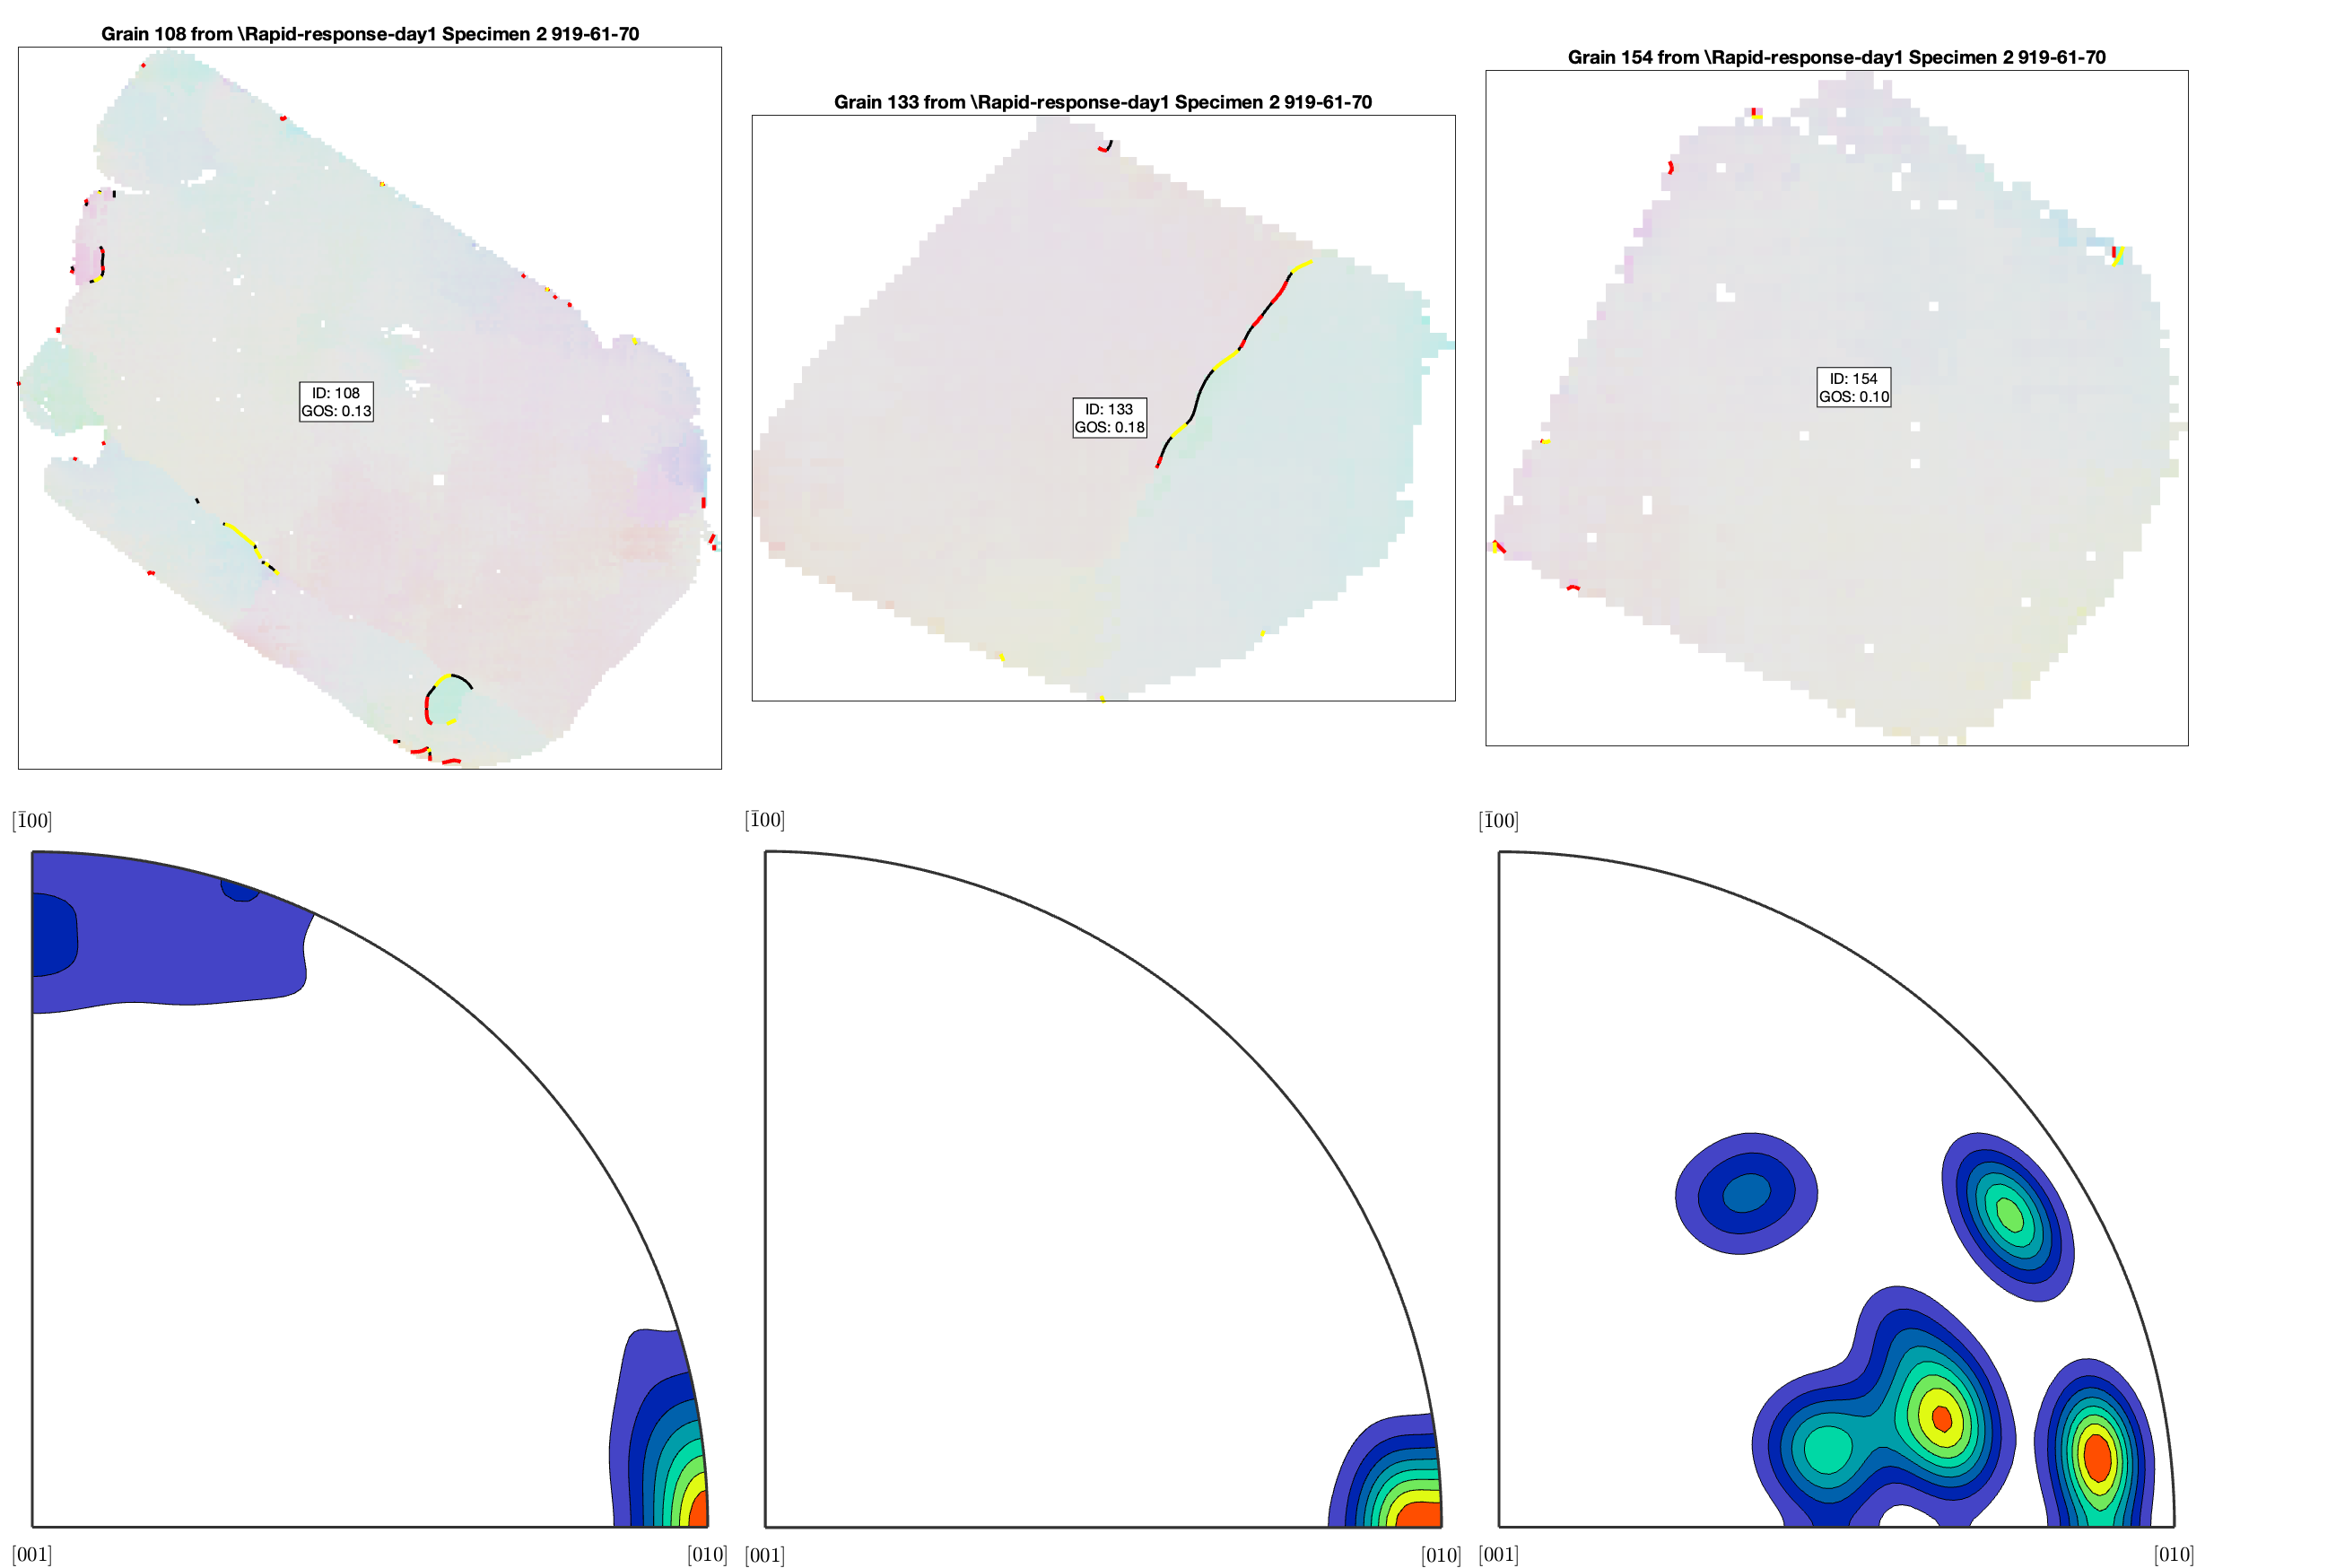 Grain 108 from \Rapid-response-day1 Specimen 2 919-61-70
ID: 108
GOS: 0.13
Grain 133 from \Rapid-response-day1 Specimen 2 919-61-70
ID: 133
GOS: 0.18
Grain 154 from \Rapid-response-day1 Specimen 2 919-61-70
ID: 154
GOS: 0.10
[1̄00]
[001]
[010]
[1̄00]
[001]
[010]
[1̄00]
[001]
[010]